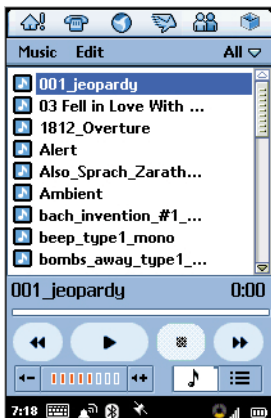 Music Edit All
001_jeopardy
03 Fell in Love With ...
1812_Overture
Alert
Also_Sprach_Zarath...
Ambient
bach_invention_#1_...
beep_type1_mono
bombs_away_type1_...
001_jeopardy 0:00
7:18